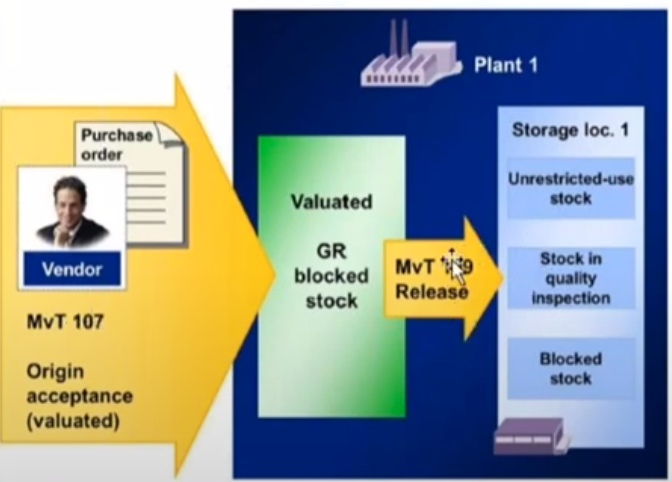 Plant 1
Purchase
order
Vendor
MvT 107
Origin
acceptance
(valuated)
Valuated
GR
blocked
stock
MvT
Release
Storage loc. 1
Unrestricted-use
stock
Stock in
quality
inspection
Blocked
stock